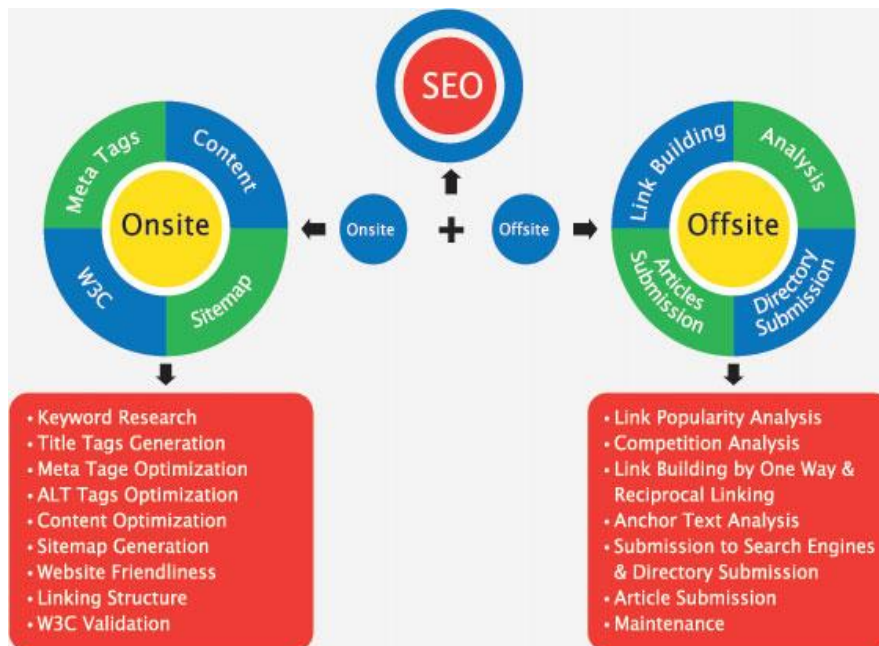 SEO
Meta Tags
Content
Onsite
W3C
Sitemap
Onsite
+
Offsite
Link Building
Analysis
Offsite
Articles
Submission
Directory
Submission
• Keyword Research
• Title Tags Generation
• Meta Tage Optimization
• ALT Tags Optimization
• Content Optimization
• Sitemap Generation
• Website Friendliness
• Linking Structure
• W3C Validation
• Link Popularity Analysis
• Competition Analysis
• Link Building by One Way &
Reciprocal Linking
• Anchor Text Analysis
• Submission to Search Engines
& Directory Submission
• Article Submission
• Maintenance